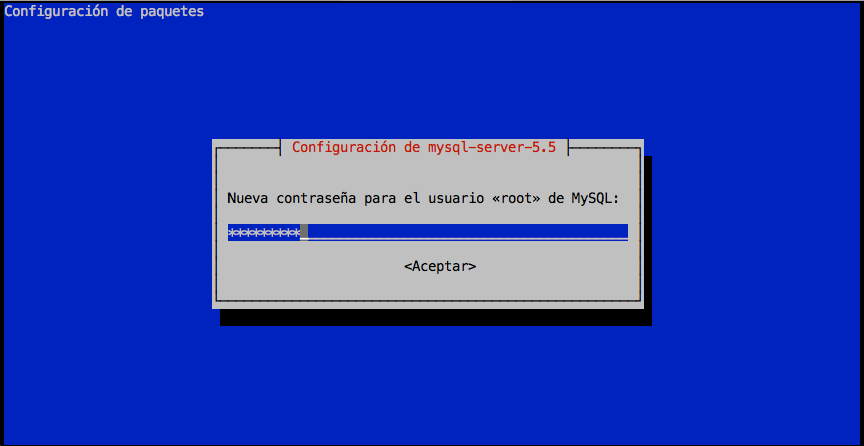 Configuración de paquetes
Configuración de mysql-server-5.5
Nueva contraseña para el usuario «root» de MySQL:
*********
<Aceptar>